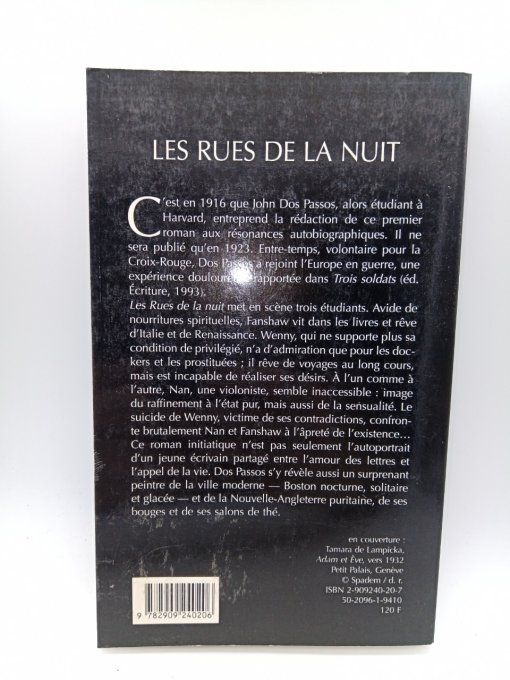 LES RUES DE LA NUIT
C'est en 1916 que John Dos Passos, alors étudiant à
Harvard, entreprend la rédaction de ce premier
roman aux résonances autobiographiques. Il ne
sera publié qu'en 1923. Entre-temps, volontaire pour la
Croix-Rouge, Dos Passos a rejoint l'Europe en guerre, une
expérience rapportée dans Trois soldats (éd.
Écriture, 1993).
Les Rues de la nuit met en scène trois étudiants. Avide de
nourritures spirituelles, Fanshaw vit dans les livres et rêve
d'Italie et de Renaissance. Wenny, qui ne supporte plus sa
condition de privilégié, n'a d'admiration que pour les doc-
kers et les prostituées ; il rêve de voyages au long cours,
mais est incapable de réaliser ses désirs. À l'un comme à
l'autre, Nan, une violoniste, semble inaccessible : image
du raffinement à l'état pur, mais aussi de la sensualité. Le
suicide de Wenny, victime de ses contradictions, confron-
te brutalement Nan et Fanshaw à l'âpreté de l'existence...
Ce roman initiatique n'est pas seulement l'autoportrait
d'un jeune écrivain partagé entre l'amour des lettres et
l'appel de la vie. Dos Passos s'y révèle aussi un surprenant
peintre de la ville moderne — Boston nocturne, solitaire
et glacée — et de la Nouvelle-Angleterre puritaine, de ses
bouges et de ses salons de thé.
en couverture :
Tamara de Lampicka,
Adam et Ève, vers 1932
Petit Palais, Genève
© Spadem / d. r.
ISBN 2-909240-20-7
50-2096-1-9410
120 F
9 782909 240206